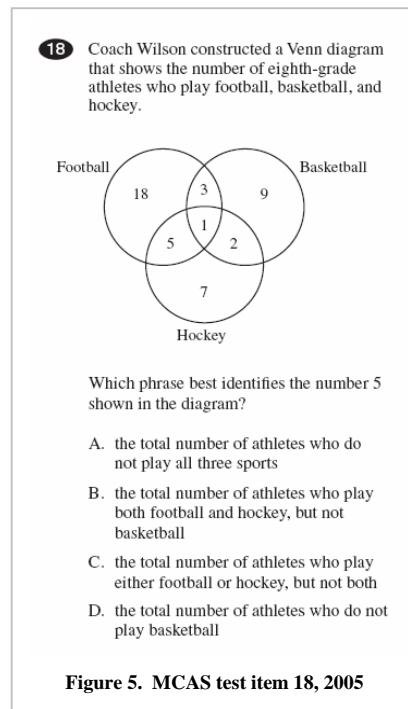 18 Coach Wilson constructed a Venn diagram
that shows the number of eighth-grade
athletes who play football, basketball, and
hockey.
Football
Basketball
18
3
9
1
5
2
7
Hockey
Which phrase best identifies the number 5
shown in the diagram?
A. the total number of athletes who do
not play all three sports
B. the total number of athletes who play
both football and hockey, but not
basketball
C. the total number of athletes who play
either football or hockey, but not both
D. the total number of athletes who do not
play basketball
Figure 5. MCAS test item 18, 2005